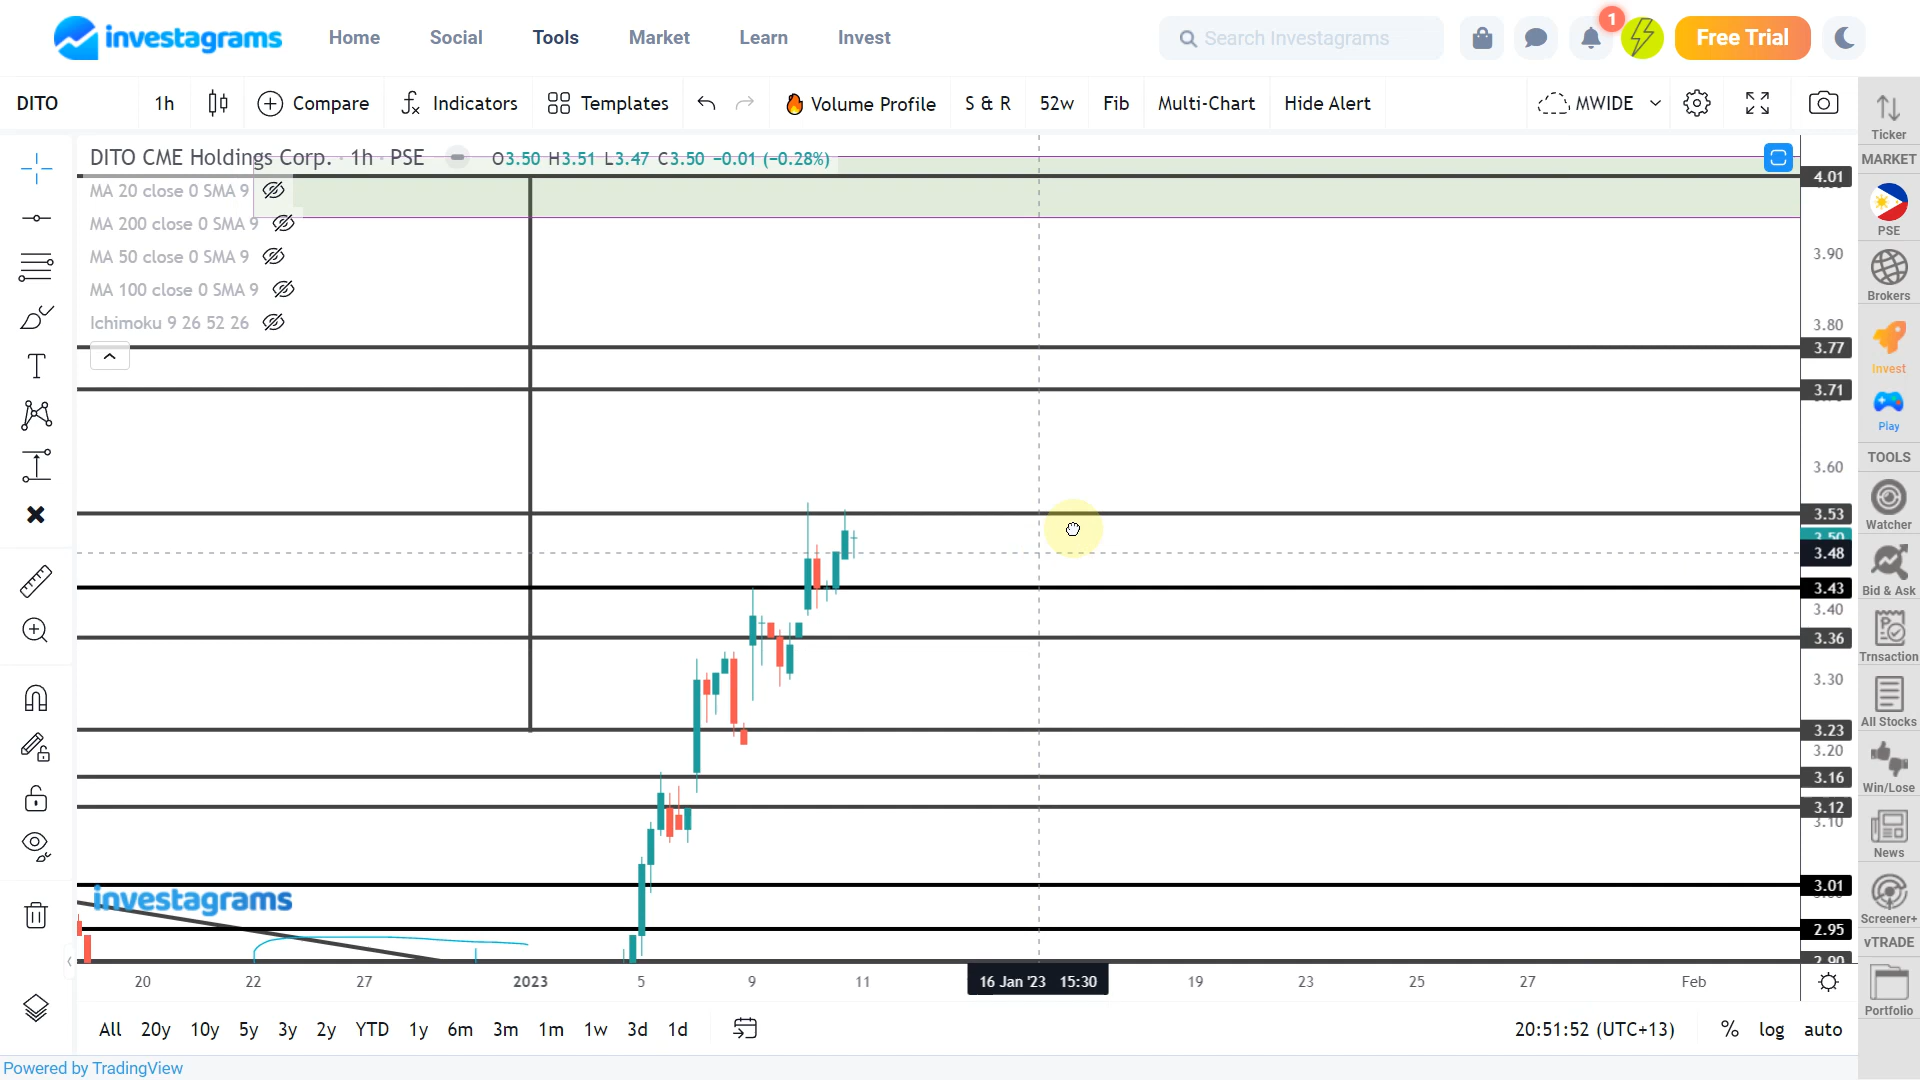 investagrams
Home Social Tools Market Learn Invest
Search Investagrams
1
Free Trial
DITO 1h Compare Indicators Templates Volume Profile S & R 52w Fib Multi-Chart Hide Alert MWIDE
DITO CME Holdings Corp. · 1h · PSE O3.50 H3.51 L3.47 C3.50 −0.01 (−0.28%)
MA 20 close 0 SMA 9
MA 200 close 0 SMA 9
MA 50 close 0 SMA 9
MA 100 close 0 SMA 9
Ichimoku 9 26 52 26
4.01
3.90
3.80
3.77
3.71
3.60
3.53
3.50
3.48
3.43
3.40
3.36
3.30
3.23
3.20
3.16
3.12
3.10
3.01
2.95
2.90
investagrams
20 22 27 2023 5 9 11 16 Jan '23 15:30 19 23 25 27 Feb
All 20y 10y 5y 3y 2y YTD 1y 6m 3m 1m 1w 3d 1d
20:51:52 (UTC+13) % log auto
Powered by TradingView
Ticker
MARKET
PSE
Brokers
Invest
Play
TOOLS
Watcher
Bid & Ask
Trnsaction
All Stocks
Win/Lose
News
Screener+
vTRADE
Portfolio